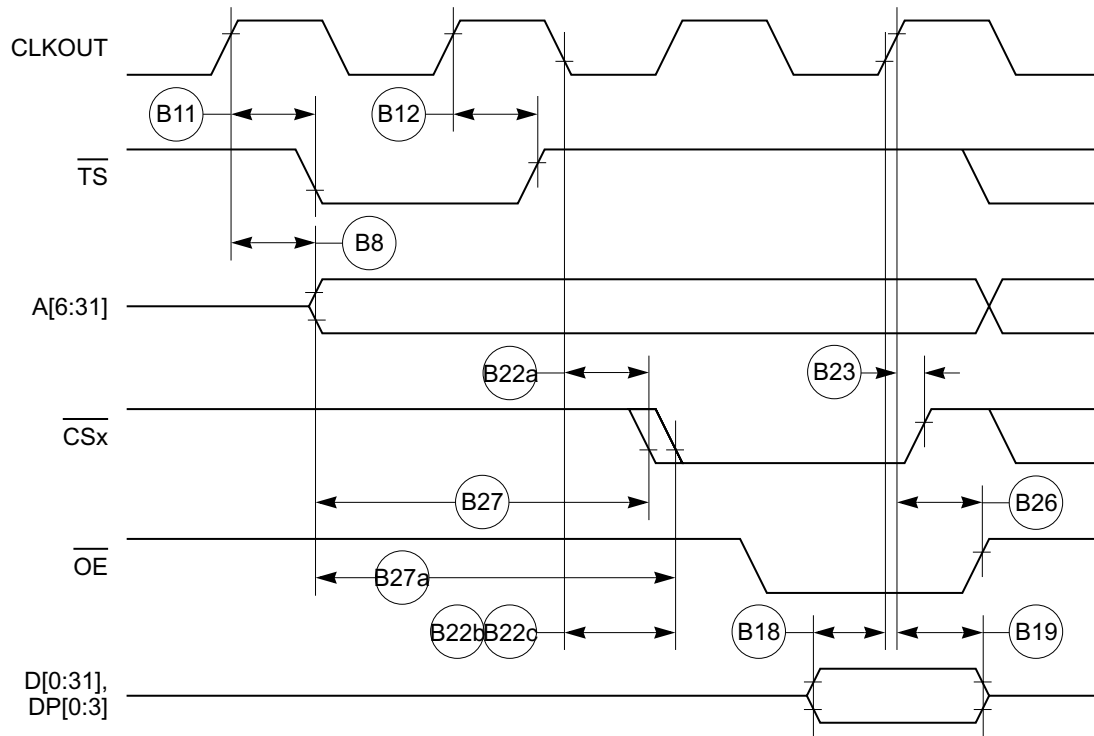 CLKOUT
B11
B12
TS
B8
A[6:31]
B22a
B23
CSx
B27
B26
OE
B27a
B22b
B22c
B18
B19
D[0:31],
DP[0:3]